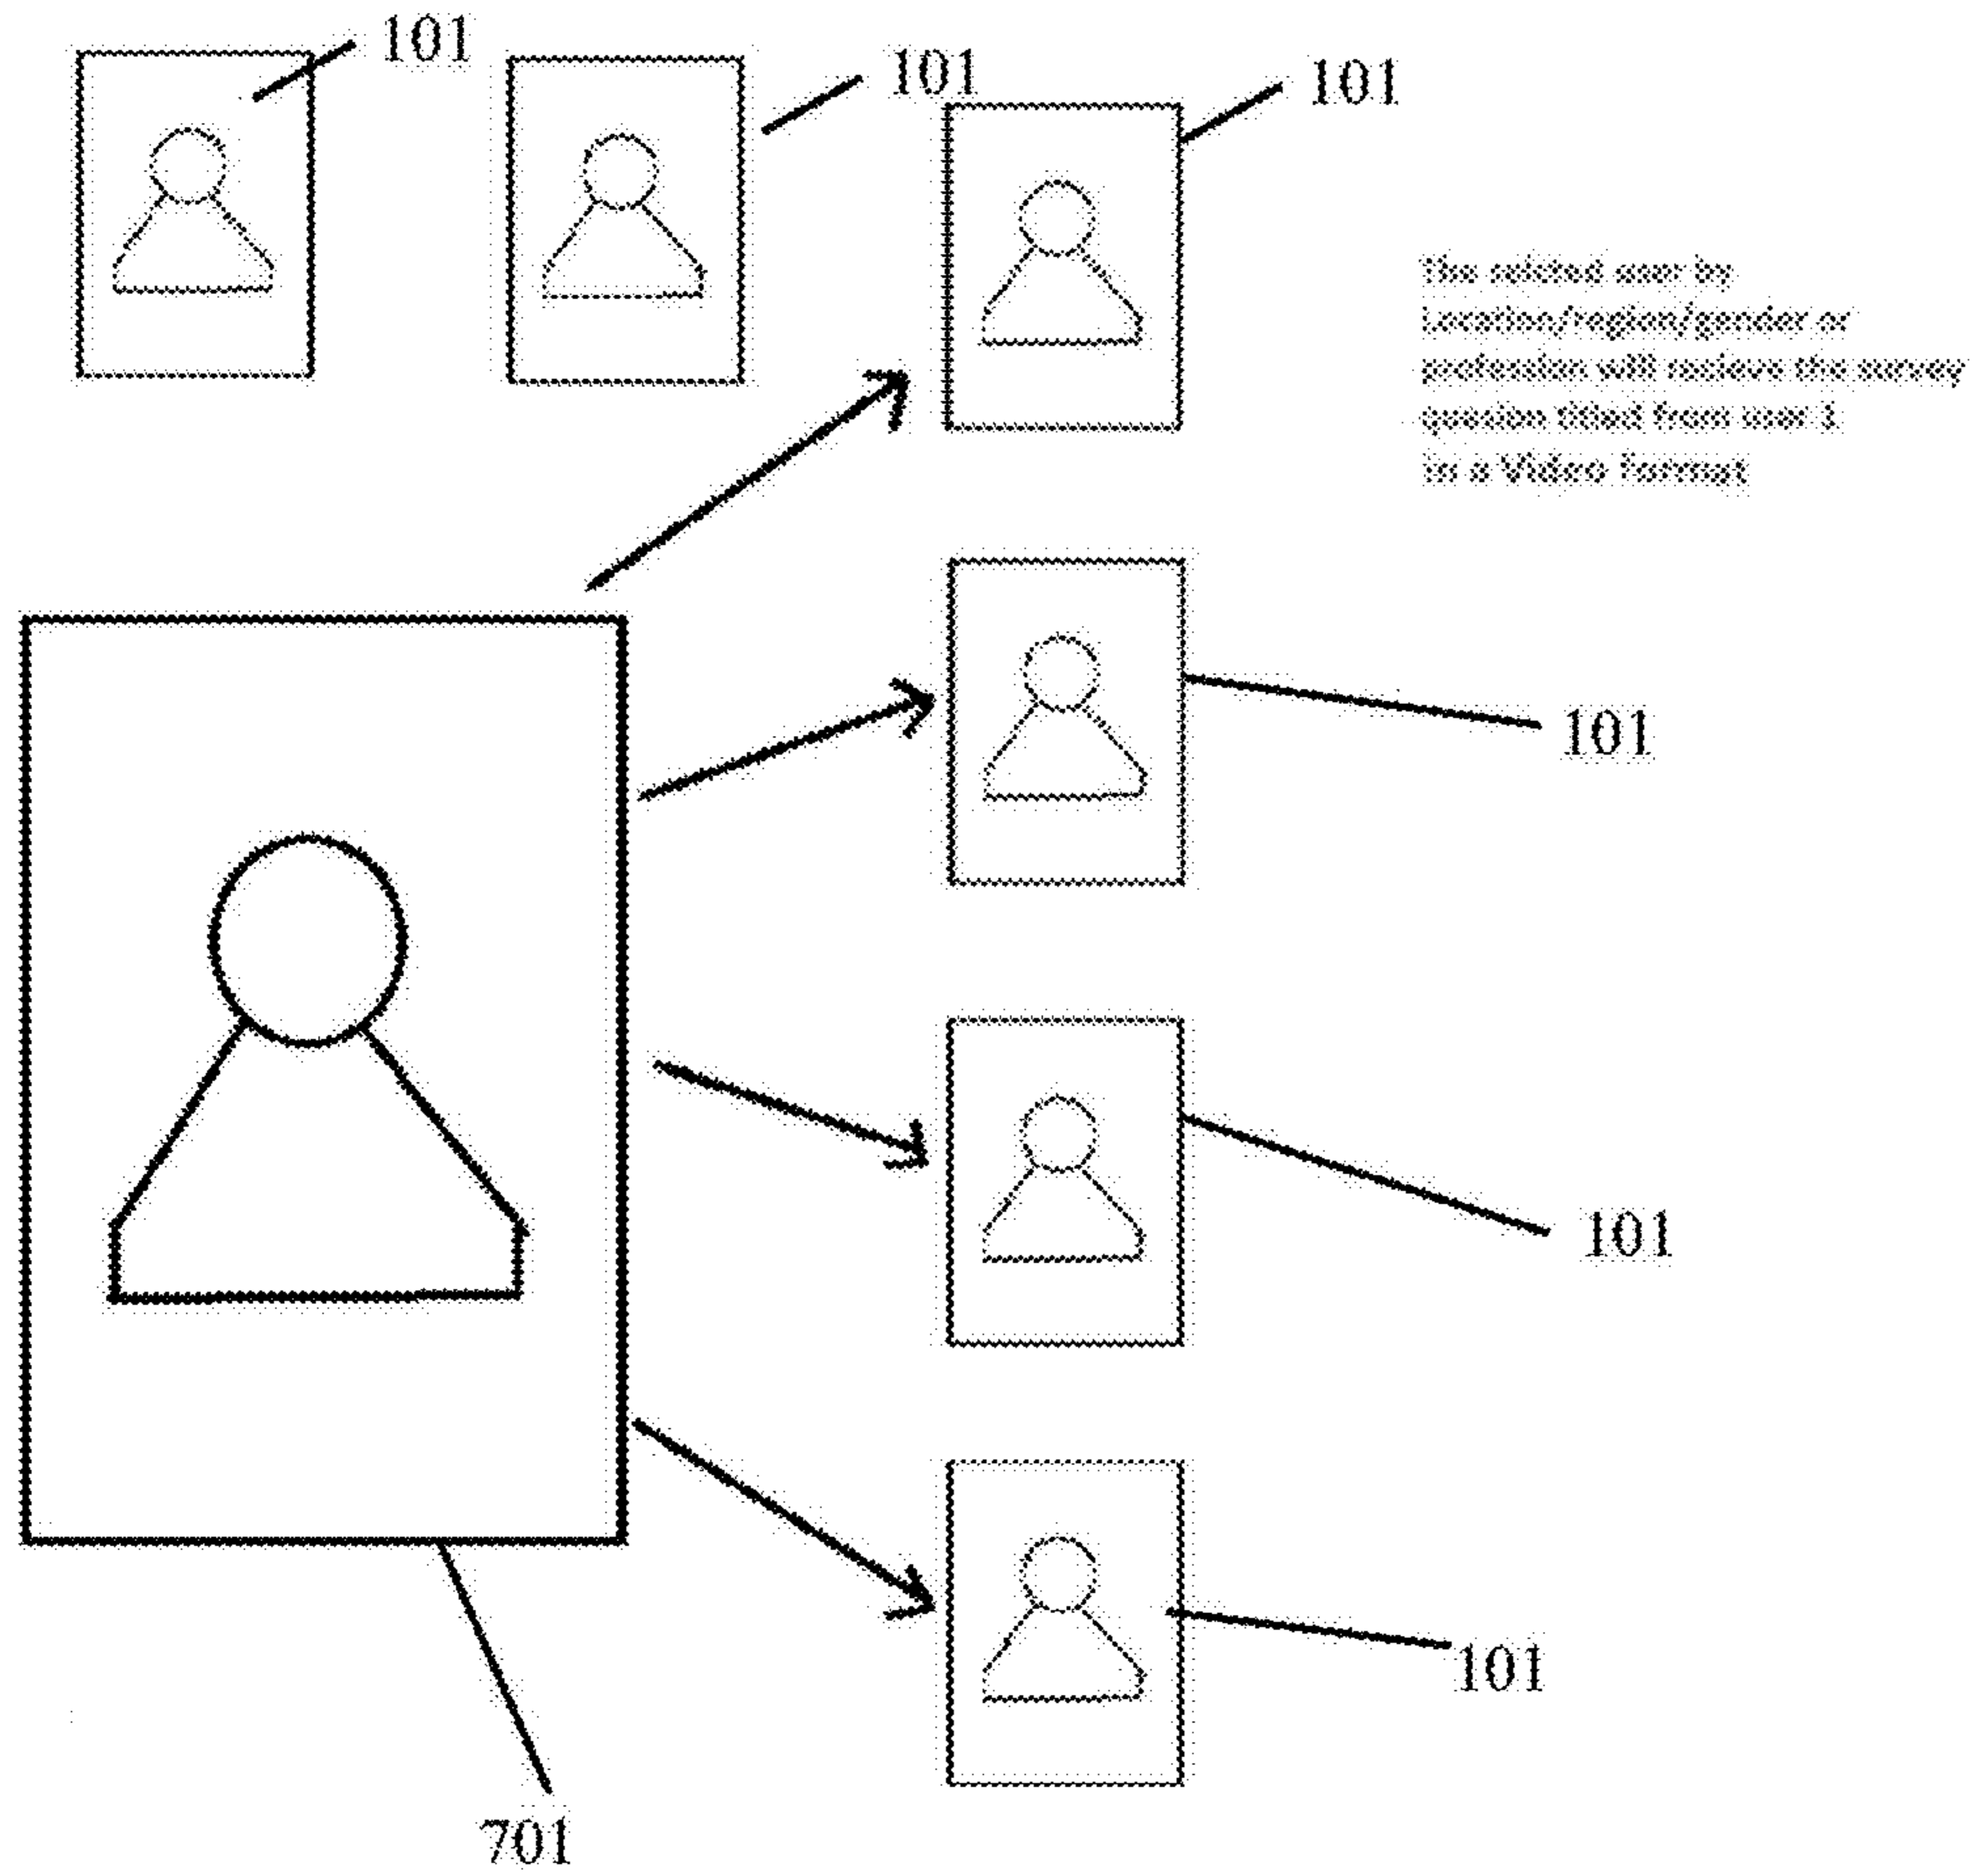 101
101
101
The selcted user by
Location/region/gender or
profession will recieve the survey
question titled from user 1
in a Video format
101
101
101
701